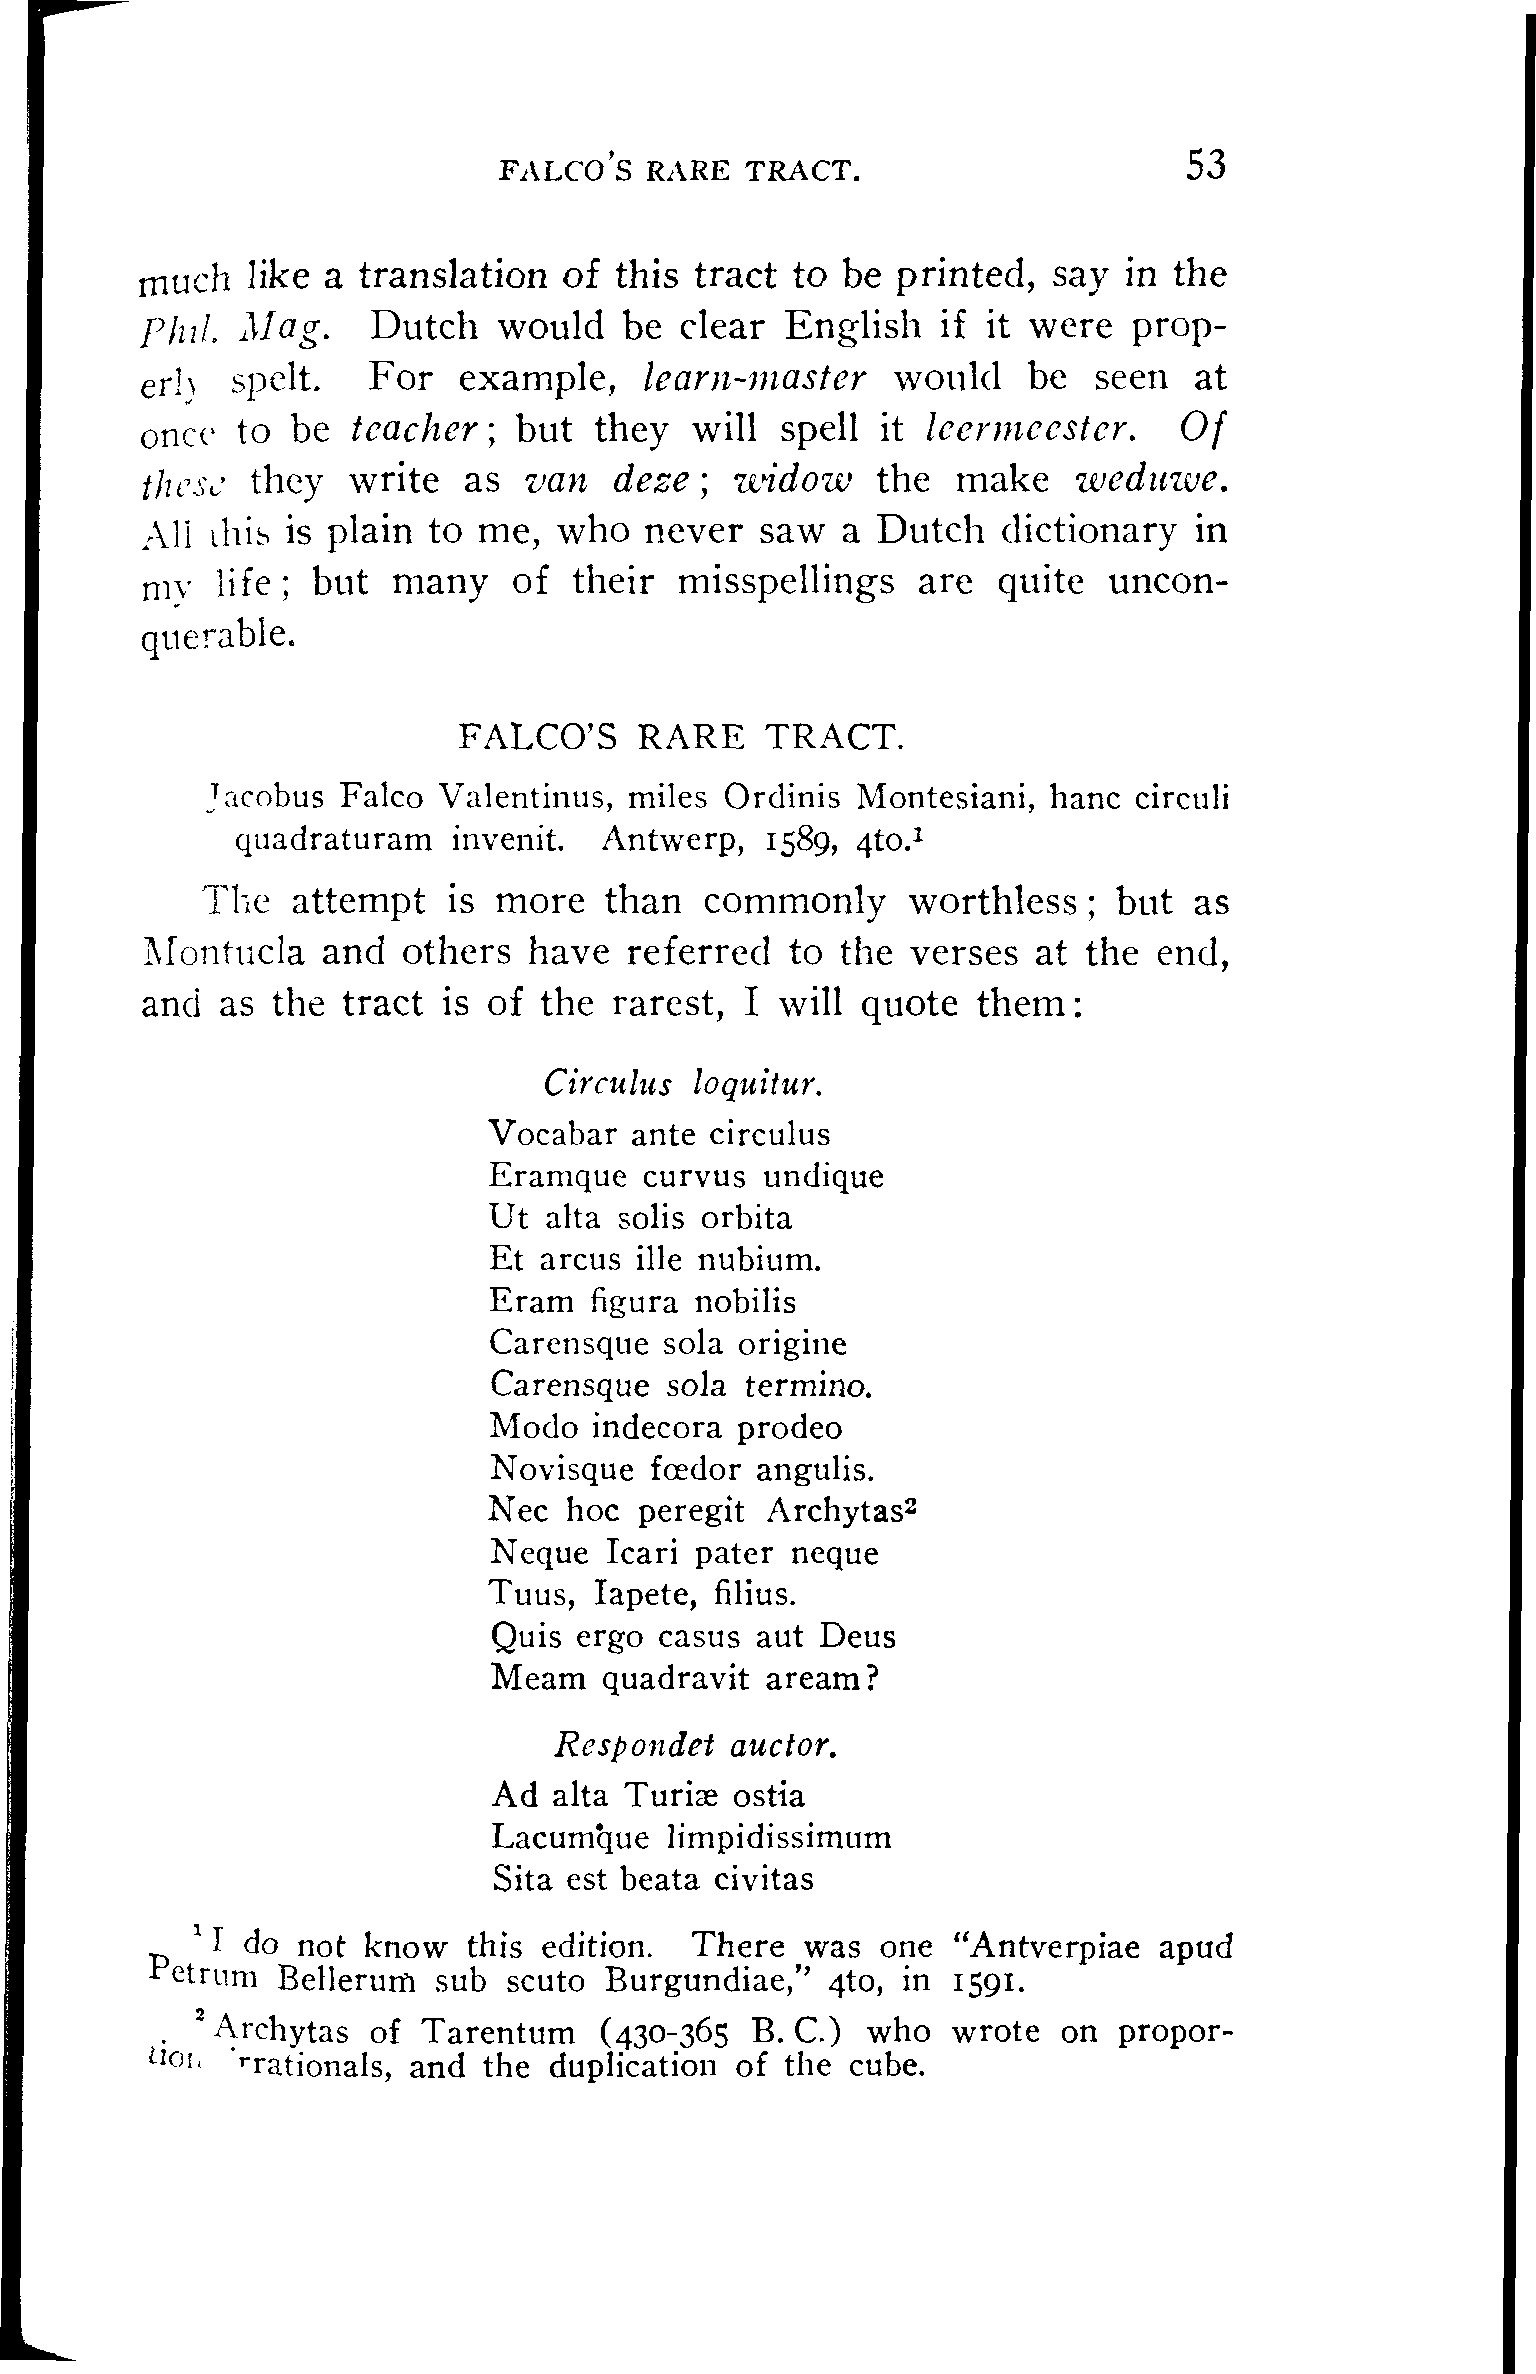 FALCO'S RARE TRACT. 53
much like a translation of this tract to be printed, say in the
Phil. Mag. Dutch would be clear English if it were prop-
erly spelt. For example, learn-master would be seen at
once to be teacher; but they will spell it leermeester. Of
these they write as van deze; widow the make weduwe.
All this is plain to me, who never saw a Dutch dictionary in
my life; but many of their misspellings are quite uncon-
querable.
FALCO'S RARE TRACT.
Jacobus Falco Valentinus, miles Ordinis Montesiani, hanc circuli
quadraturam invenit. Antwerp, 1589, 4to.¹
The attempt is more than commonly worthless; but as
Montucla and others have referred to the verses at the end,
and as the tract is of the rarest, I will quote them:
Circulus loquitur.
Vocabar ante circulus
Eramque curvus undique
Ut alta solis orbita
Et arcus ille nubium.
Eram figura nobilis
Carensque sola origine
Carensque sola termino.
Modo indecora prodeo
Novisque fœdor angulis.
Nec hoc peregit Archytas²
Neque Icari pater neque
Tuus, Iapete, filius.
Quis ergo casus aut Deus
Meam quadravit aream?
Respondet auctor.
Ad alta Turiæ ostia
Lacumque limpidissimum
Sita est beata civitas
¹ I do not know this edition. There was one "Antverpiae apud
Petrum Bellerum sub scuto Burgundiae," 4to, in 1591.
² Archytas of Tarentum (430-365 B. C.) who wrote on propor-
tion, irrationals, and the duplication of the cube.